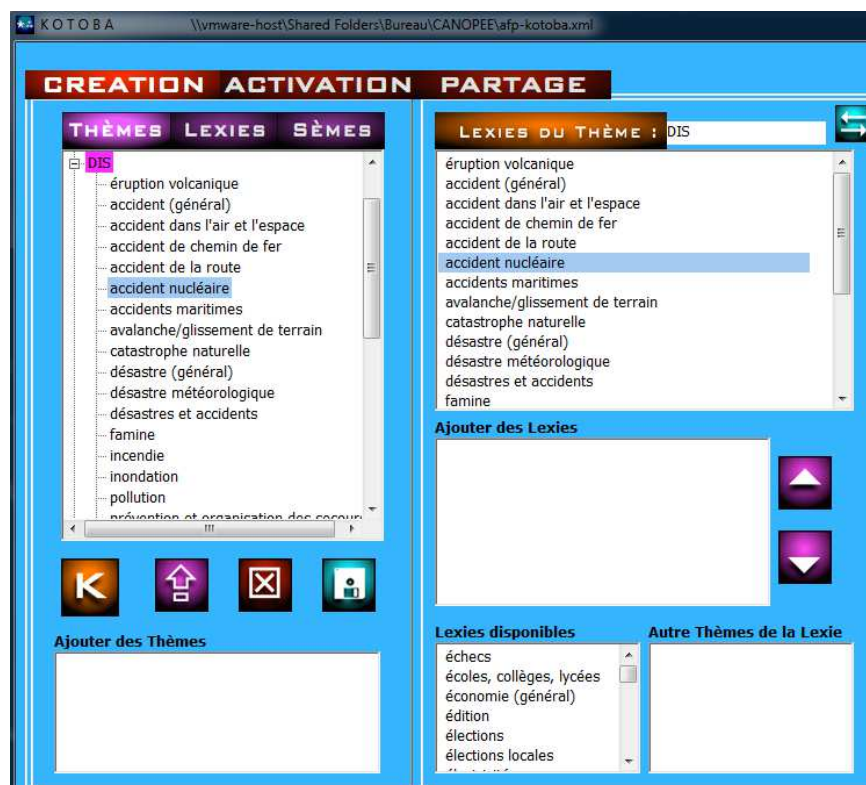 KOTOBA \\vmware-host\Shared Folders\Bureau\CANOPEE\afp-kotoba.xml
CREATION ACTIVATION PARTAGE
THÈMES LEXIES SÈMES
DIS
éruption volcanique
accident (général)
accident dans l'air et l'espace
accident de chemin de fer
accident de la route
accident nucléaire
accidents maritimes
avalanche/glissement de terrain
catastrophe naturelle
désastre (général)
désastre météorologique
désastres et accidents
famine
incendie
inondation
pollution
prévention et organisation des secour
K
Ajouter des Thèmes
LEXIES DU THÈME : DIS
éruption volcanique
accident (général)
accident dans l'air et l'espace
accident de chemin de fer
accident de la route
accident nucléaire
accidents maritimes
avalanche/glissement de terrain
catastrophe naturelle
désastre (général)
désastre météorologique
désastres et accidents
famine
Ajouter des Lexies
Lexies disponibles
échecs
écoles, collèges, lycées
économie (général)
édition
élections
élections locales
Autre Thèmes de la Lexie